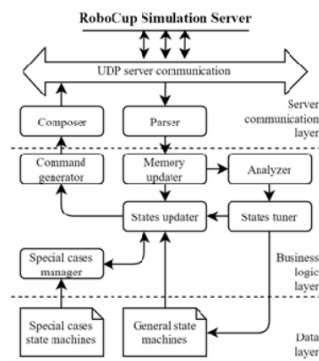 RoboCup Simulation Server
UDP server communication
Composer
Parser
Server
communication
layer
Command
generator
Memory
updater
Analyzer
States updater
States tuner
Special cases
manager
Business
logic
layer
Special cases
state machines
General state
machines
Data
layer